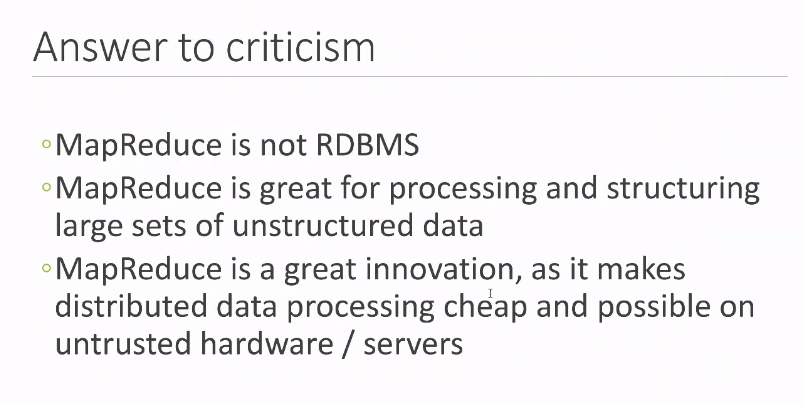 Answer to criticism
◦MapReduce is not RDBMS
◦MapReduce is great for processing and structuring
large sets of unstructured data
◦MapReduce is a great innovation, as it makes
distributed data processing cheap and possible on
untrusted hardware / servers